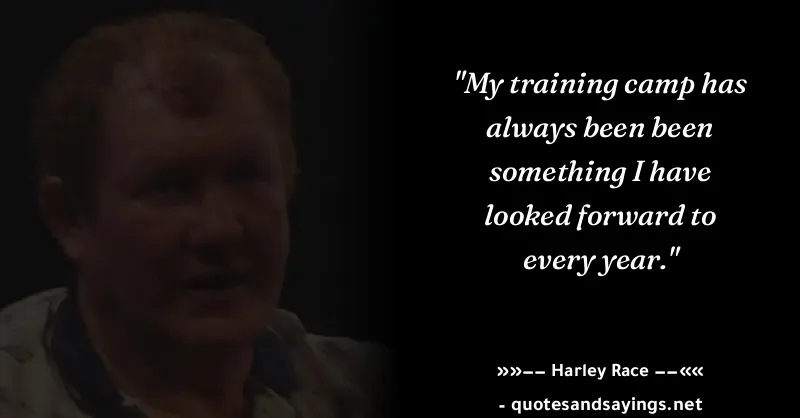 "My training camp has
always been been
something I have
looked forward to
every year."
»»−− Harley Race −−««
- quotesandsayings.net